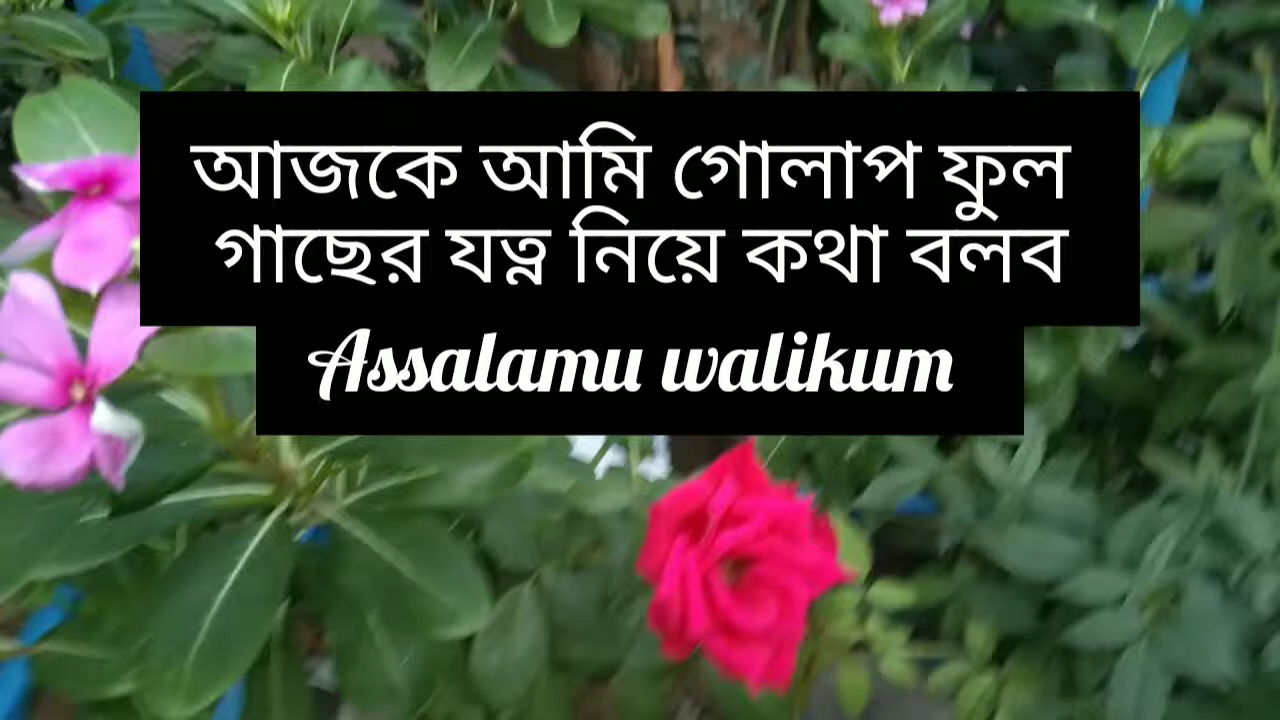 আজকে আমি গোলাপ ফুল
গাছের যত্ন নিয়ে কথা বলব
Assalamu walikum